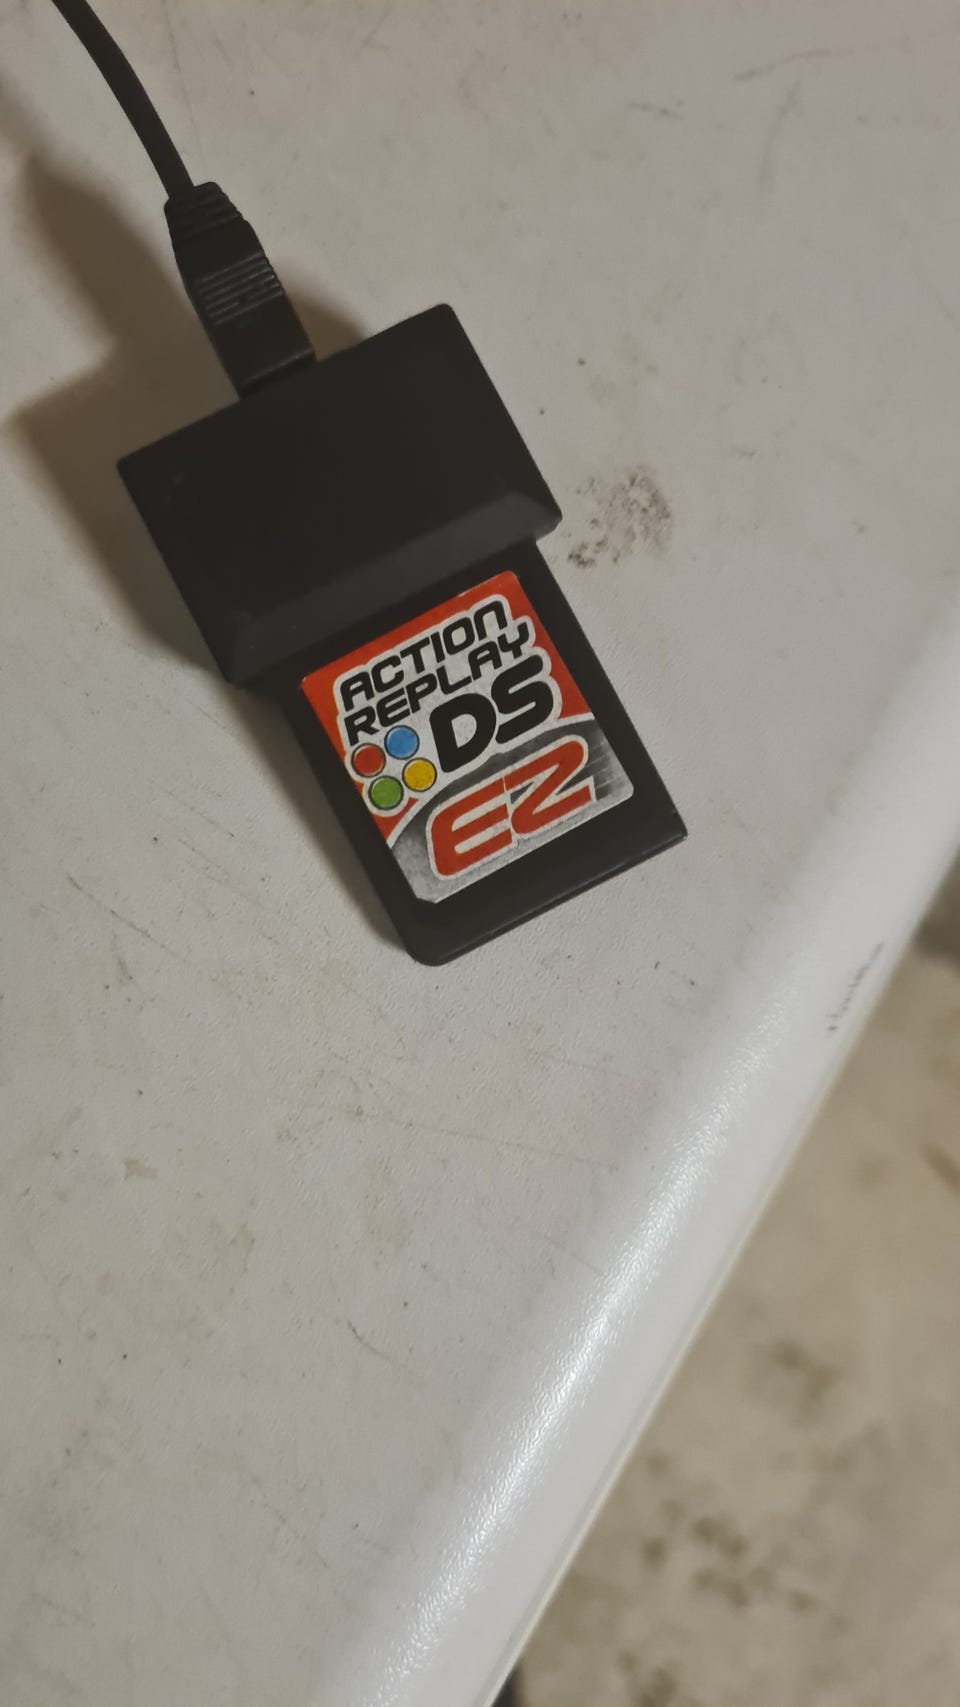 ACTION
REPLAY
DS
EZ